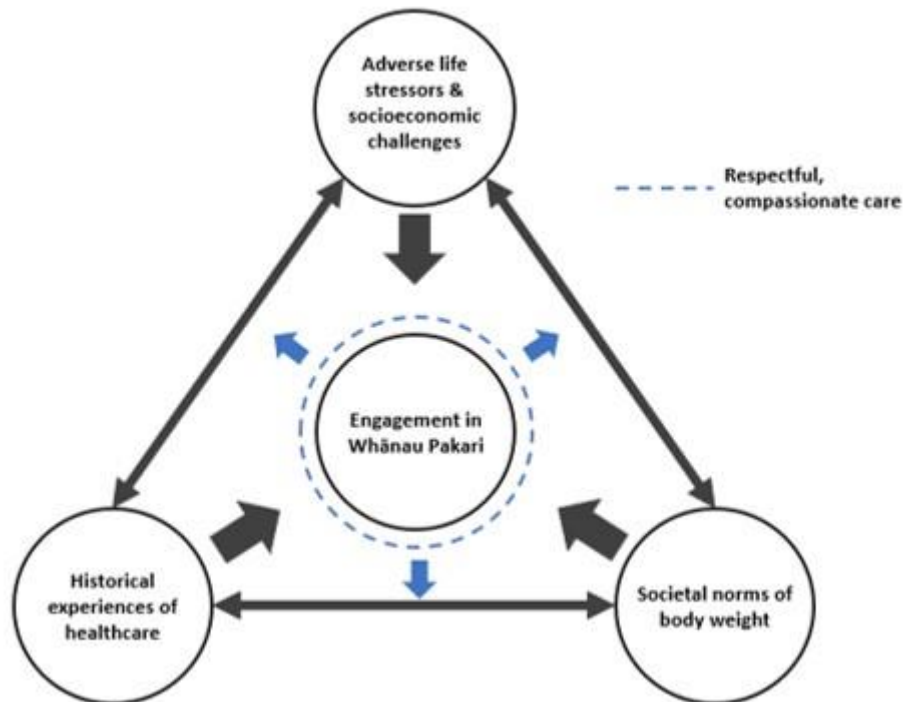 Adverse life
stressors &
socioeconomic
challenges
Respectful,
compassionate care
Engagement in
Whānau Pakari
Historical
experiences of
healthcare
Societal norms of
body weight